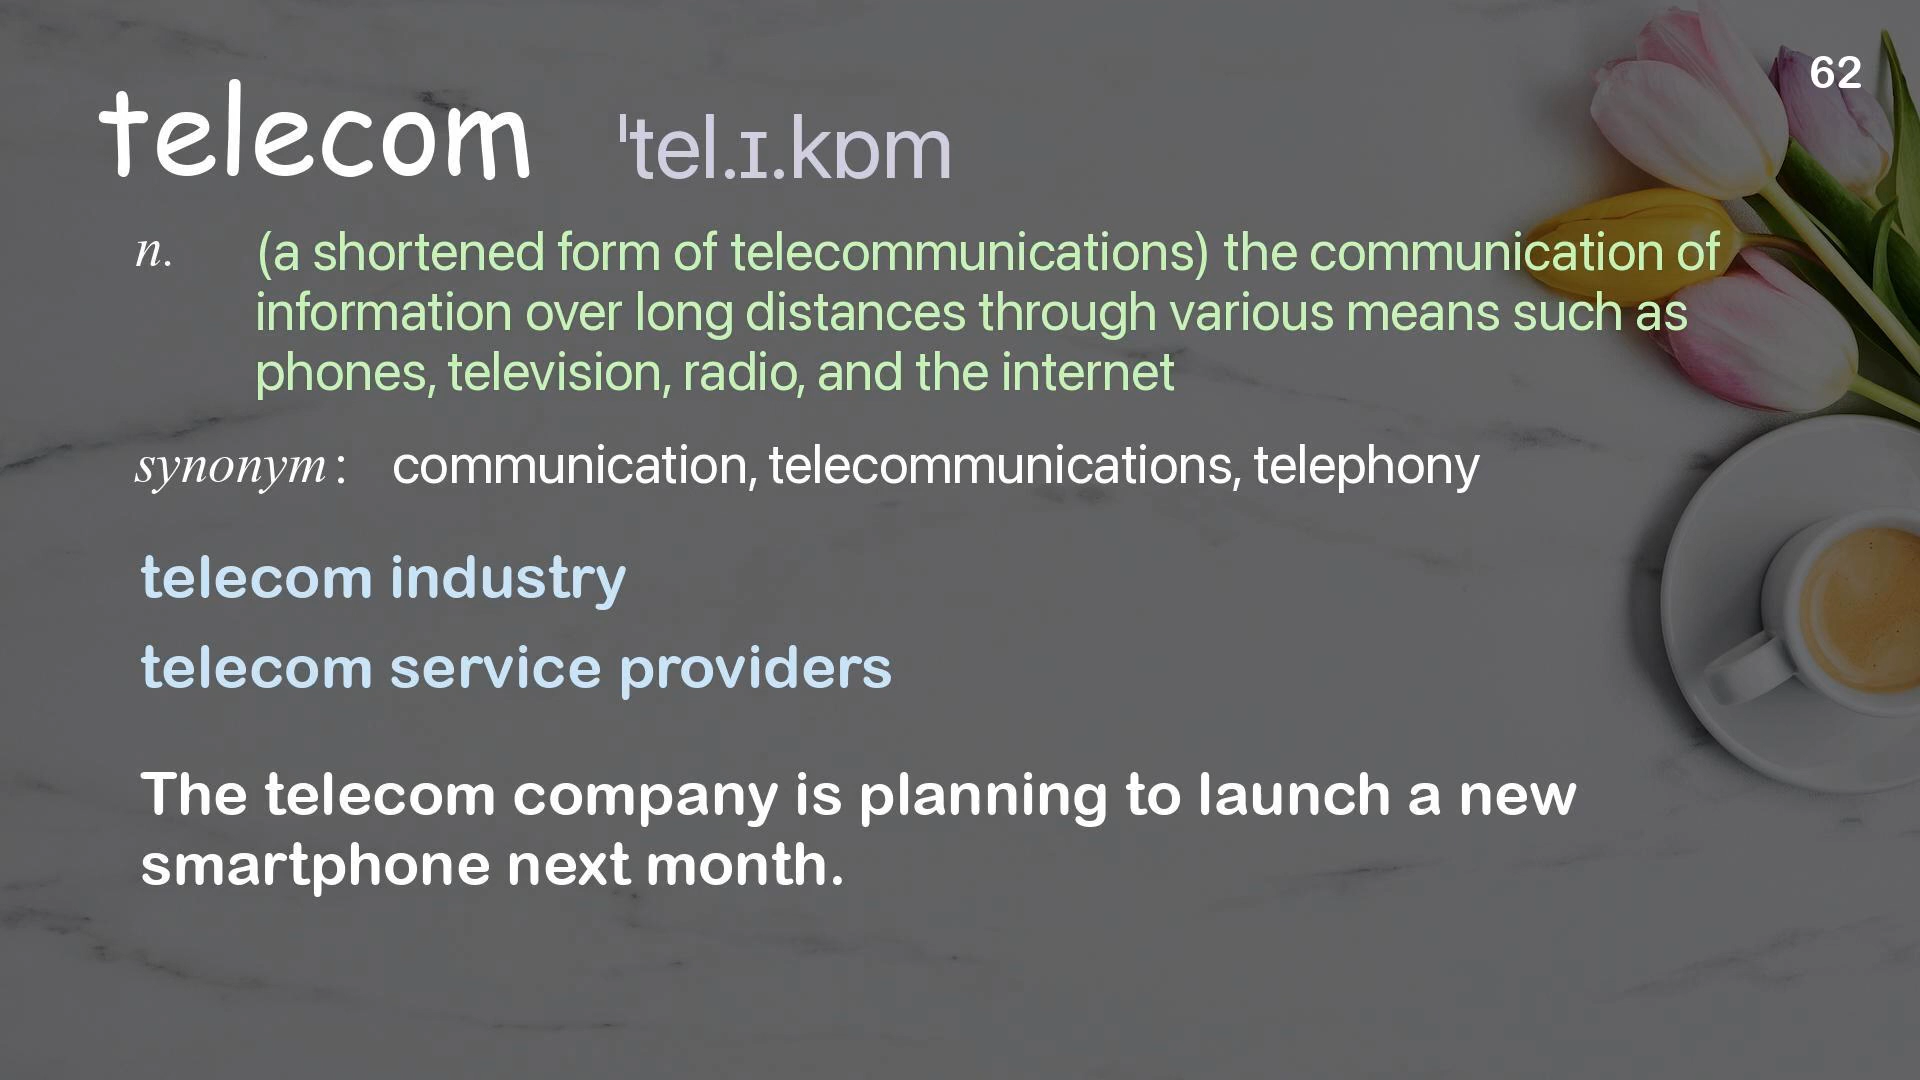 62
telecom ˈtel.ɪ.kɒm
n. (a shortened form of telecommunications) the communication of
information over long distances through various means such as
phones, television, radio, and the internet
synonym : communication, telecommunications, telephony
telecom industry
telecom service providers
The telecom company is planning to launch a new
smartphone next month.